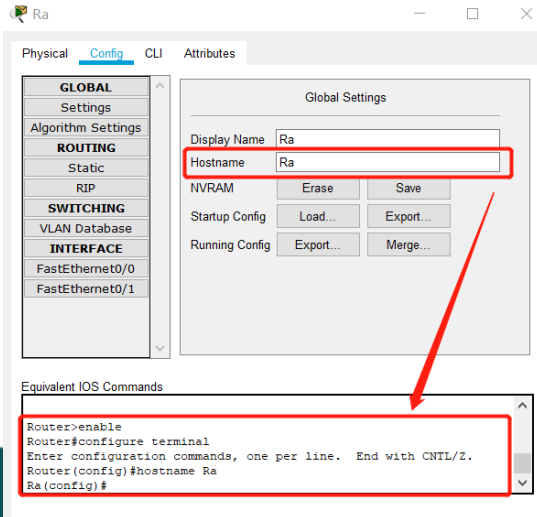 Ra
Physical Config CLI Attributes
GLOBAL
Settings
Algorithm Settings
ROUTING
Static
RIP
SWITCHING
VLAN Database
INTERFACE
FastEthernet0/0
FastEthernet0/1
Global Settings
Display Name Ra
Hostname Ra
NVRAM Erase Save
Startup Config Load... Export...
Running Config Export... Merge...
Equivalent IOS Commands
Router>enable
Router#configure terminal
Enter configuration commands, one per line. End with CNTL/Z.
Router(config)#hostname Ra
Ra(config)#